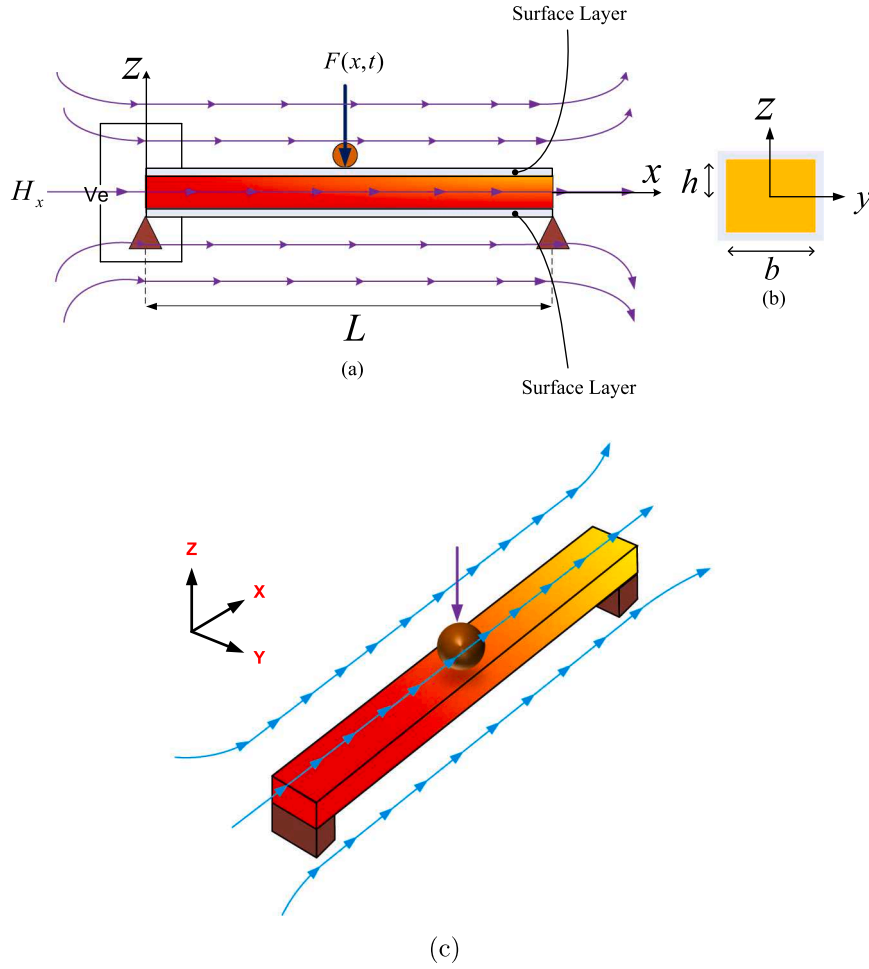 Surface Layer
F(x,t)
z
z
H_x
Ve
x
h
y
b
(b)
L
(a)
Surface Layer
Z
X
Y
(c)